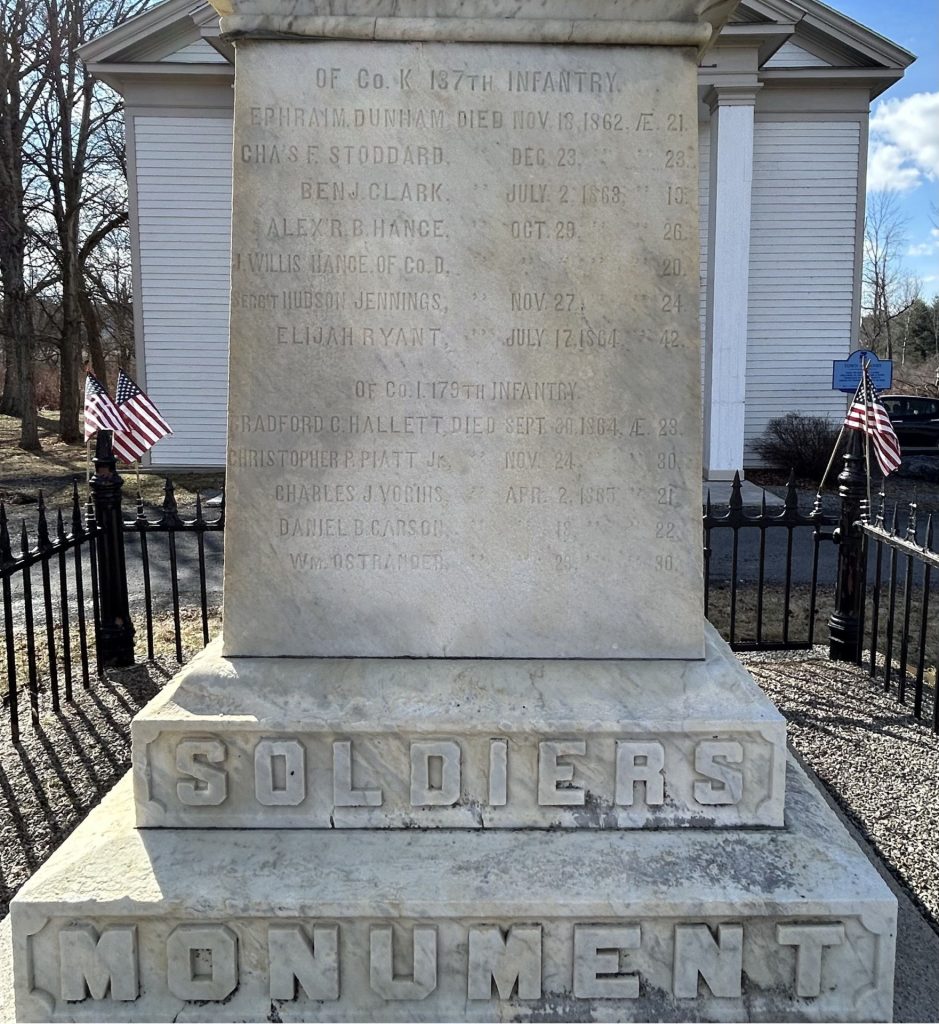 OF Co. K 137TH INFANTRY.
EPHRAIM DUNHAM, DIED NOV. 18, 1862. Æ. 21.
CHA'S F. STODDARD, " DEC. 23. " " 23.
BENJ. CLARK, " JULY 2, 1863. " 19.
ALEX'R. B. HANCE, " OCT. 29. " " 26.
J. WILLIS HANCE, OF Co. D, " " " " " 20.
SERG'T HUDSON JENNINGS, " NOV. 27. " " 24.
ELIJAH RYANT, " JULY 17, 1864. " 42.
OF Co. I. 179TH INFANTRY.
BRADFORD C. HALLETT, DIED SEPT. 30, 1864, Æ. 28.
CHRISTOPHER P. PIATT JR. " NOV. 24. " " 30.
CHARLES J. VORHIS, " APR. 2, 1865. " 21.
DANIEL B. CARSON, " " 18. " " 22.
WM. OSTRANDER, " " 29. " " 30.
SOLDIERS
MONUMENT